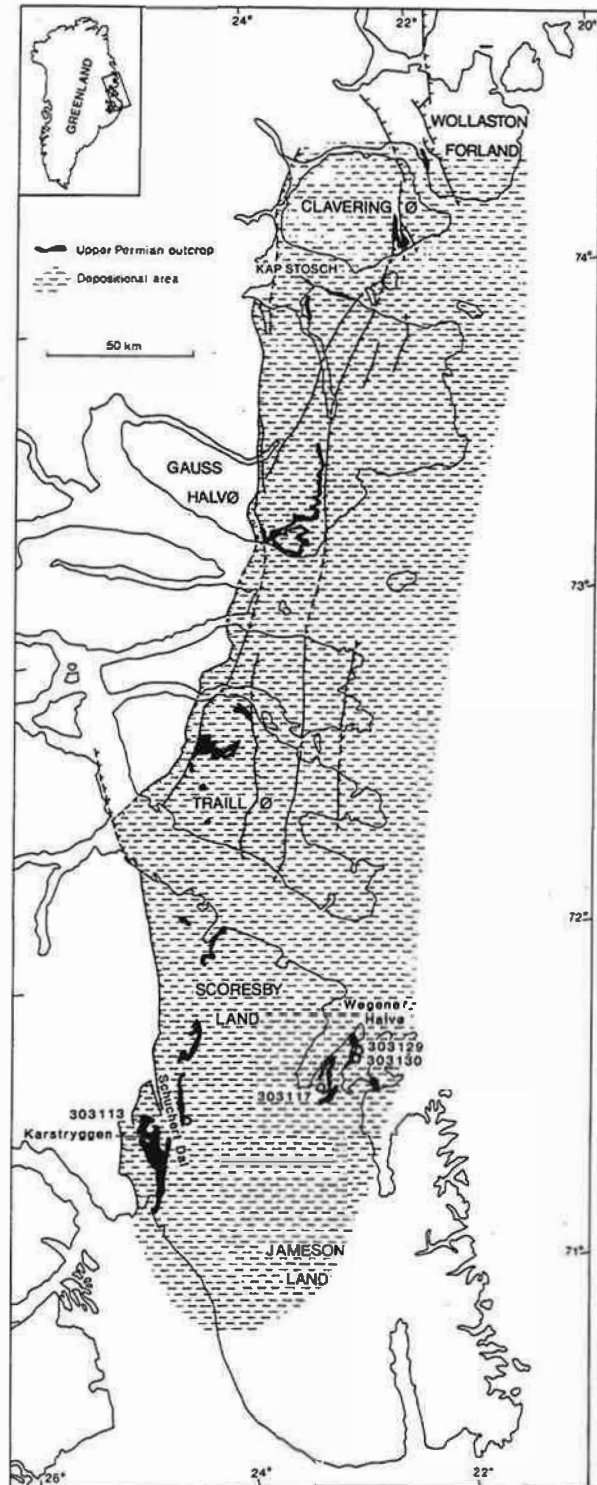 24° 22° 20°
GREENLAND
WOLLASTON
FORLAND
CLAVERING Ø
Upper Permian outcrop
KAP STOSCH
74°
Depositional area
50 km
GAUSS
HALVØ
73°
TRAILL Ø
72°
SCORESBY
LAND
Wegener
Halvø
303129
303130
303117
303113
Schuchert Dal
Karstryggen
71°
JAMESON
LAND
26° 24° 22°